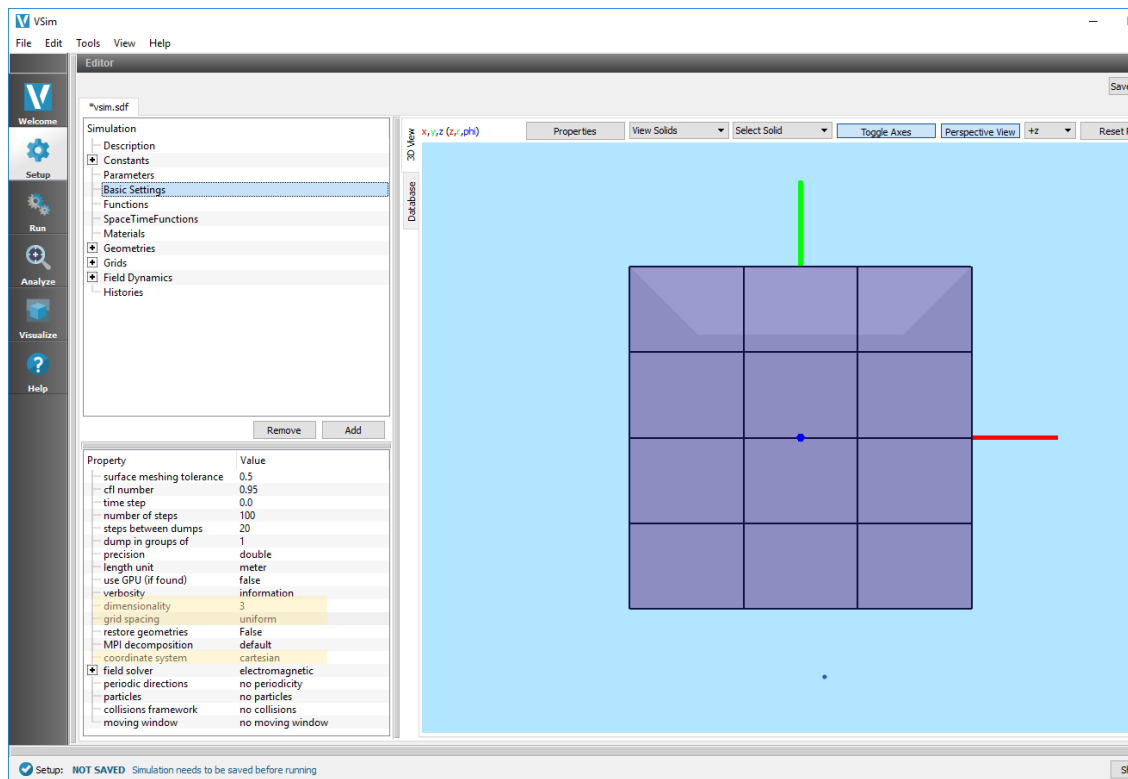 VSim
File Edit Tools View Help
Editor
Save
*vsim.sdf
Welcome
Setup
Run
Analyze
Visualize
Help
Simulation
Description
Constants
Parameters
Basic Settings
Functions
SpaceTimeFunctions
Materials
Geometries
Grids
Field Dynamics
Histories
Remove Add
Property Value
surface meshing tolerance 0.5
cfl number 0.95
time step 0.0
number of steps 100
steps between dumps 20
dump in groups of 1
precision double
length unit meter
use GPU (if found) false
verbosity information
dimensionality 3
grid spacing uniform
restore geometries False
MPI decomposition default
coordinate system cartesian
field solver electromagnetic
periodic directions no periodicity
particles no particles
collisions framework no collisions
moving window no moving window
3D View
Database
x,y,z (z,r,phi) Properties View Solids Select Solid Toggle Axes Perspective View +z Reset
Setup: NOT SAVED Simulation needs to be saved before running